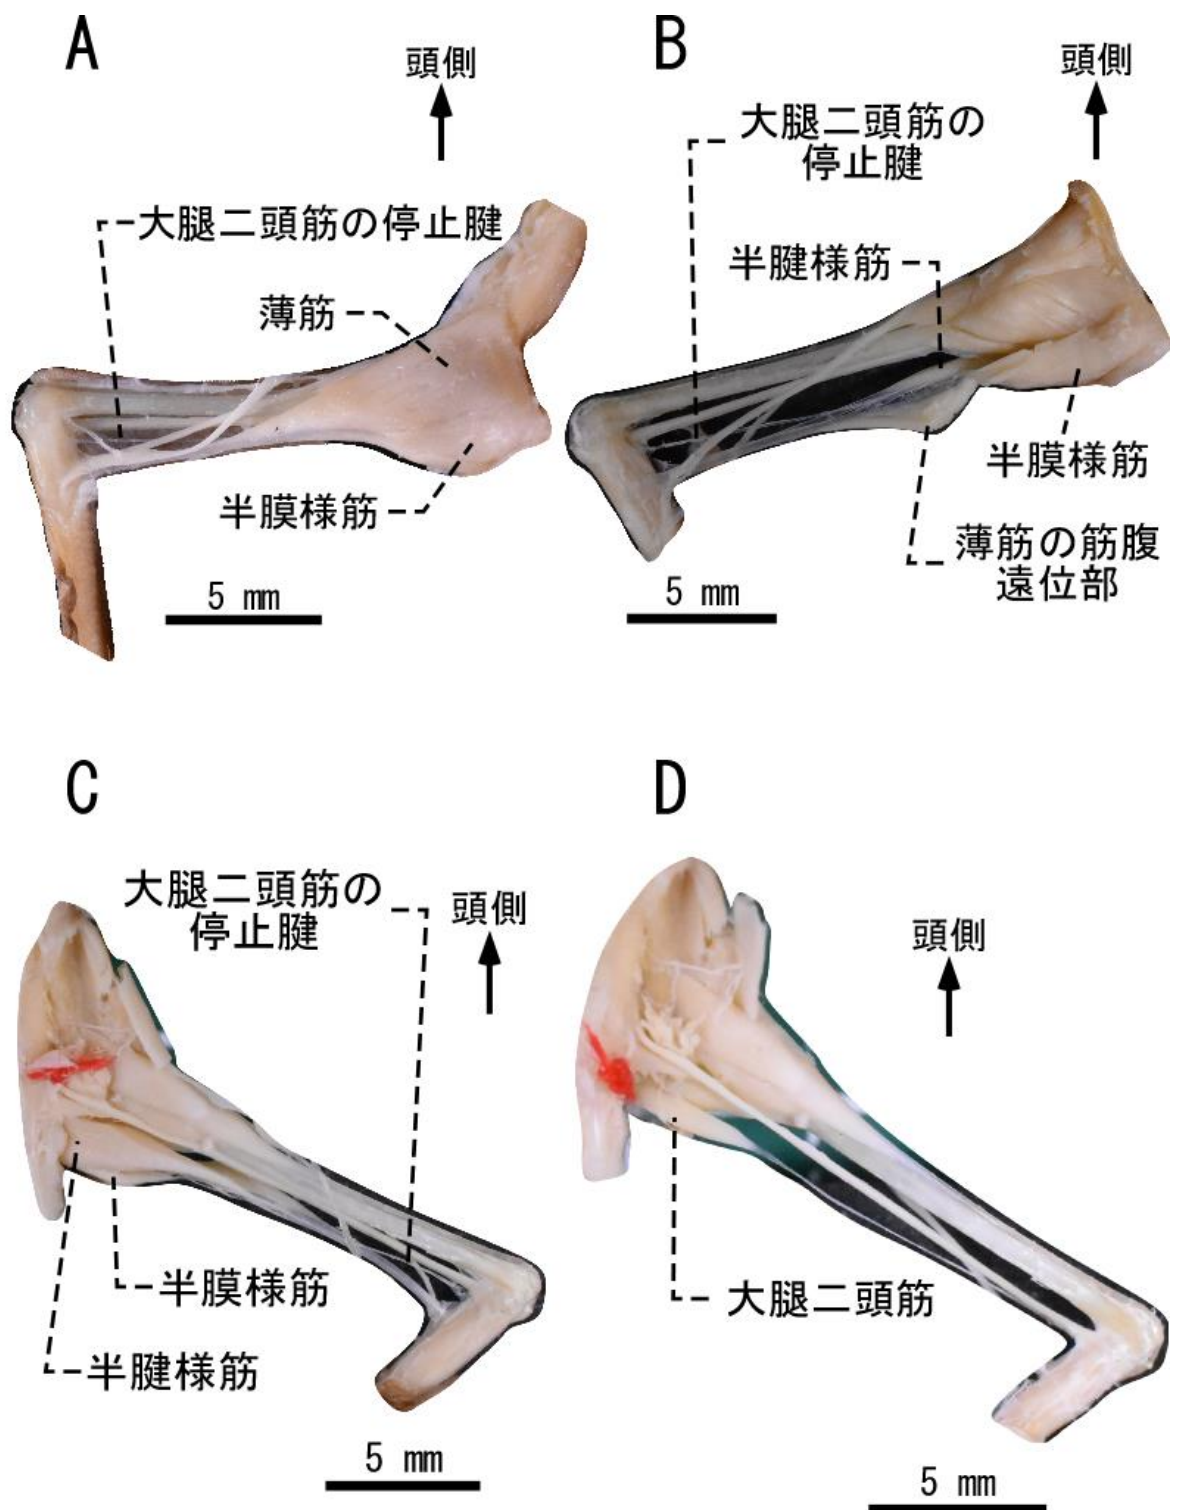 A
頭側
大腿二頭筋の停止腱
薄筋
半膜様筋
5 mm
B
頭側
大腿二頭筋の
停止腱
半腱様筋
半膜様筋
薄筋の筋腹
遠位部
5 mm
C
大腿二頭筋の
停止腱
頭側
半膜様筋
半腱様筋
5 mm
D
頭側
大腿二頭筋
5 mm